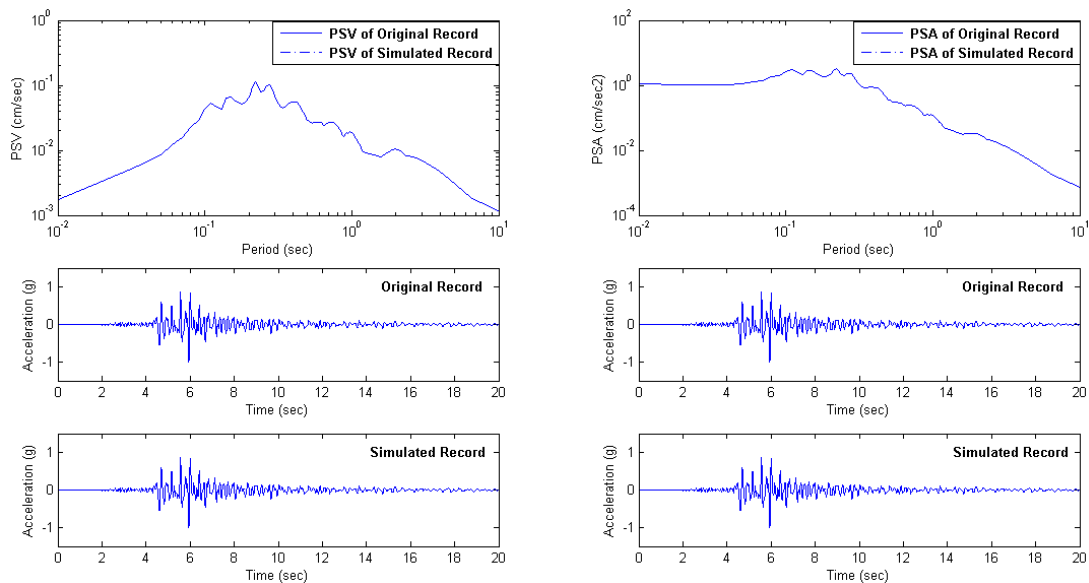 10^0
10^-1
10^-2
10^-3
PSV (cm/sec)
PSV of Original Record
PSV of Simulated Record
10^-2
10^-1
10^0
10^1
Period (sec)
10^2
10^0
10^-2
10^-4
PSA (cm/sec2)
PSA of Original Record
PSA of Simulated Record
10^-2
10^-1
10^0
10^1
Period (sec)
1
0
-1
Acceleration (g)
Original Record
0 2 4 6 8 10 12 14 16 18 20
Time (sec)
1
0
-1
Acceleration (g)
Original Record
0 2 4 6 8 10 12 14 16 18 20
Time (sec)
1
0
-1
Acceleration (g)
Simulated Record
0 2 4 6 8 10 12 14 16 18 20
Time (sec)
1
0
-1
Acceleration (g)
Simulated Record
0 2 4 6 8 10 12 14 16 18 20
Time (sec)